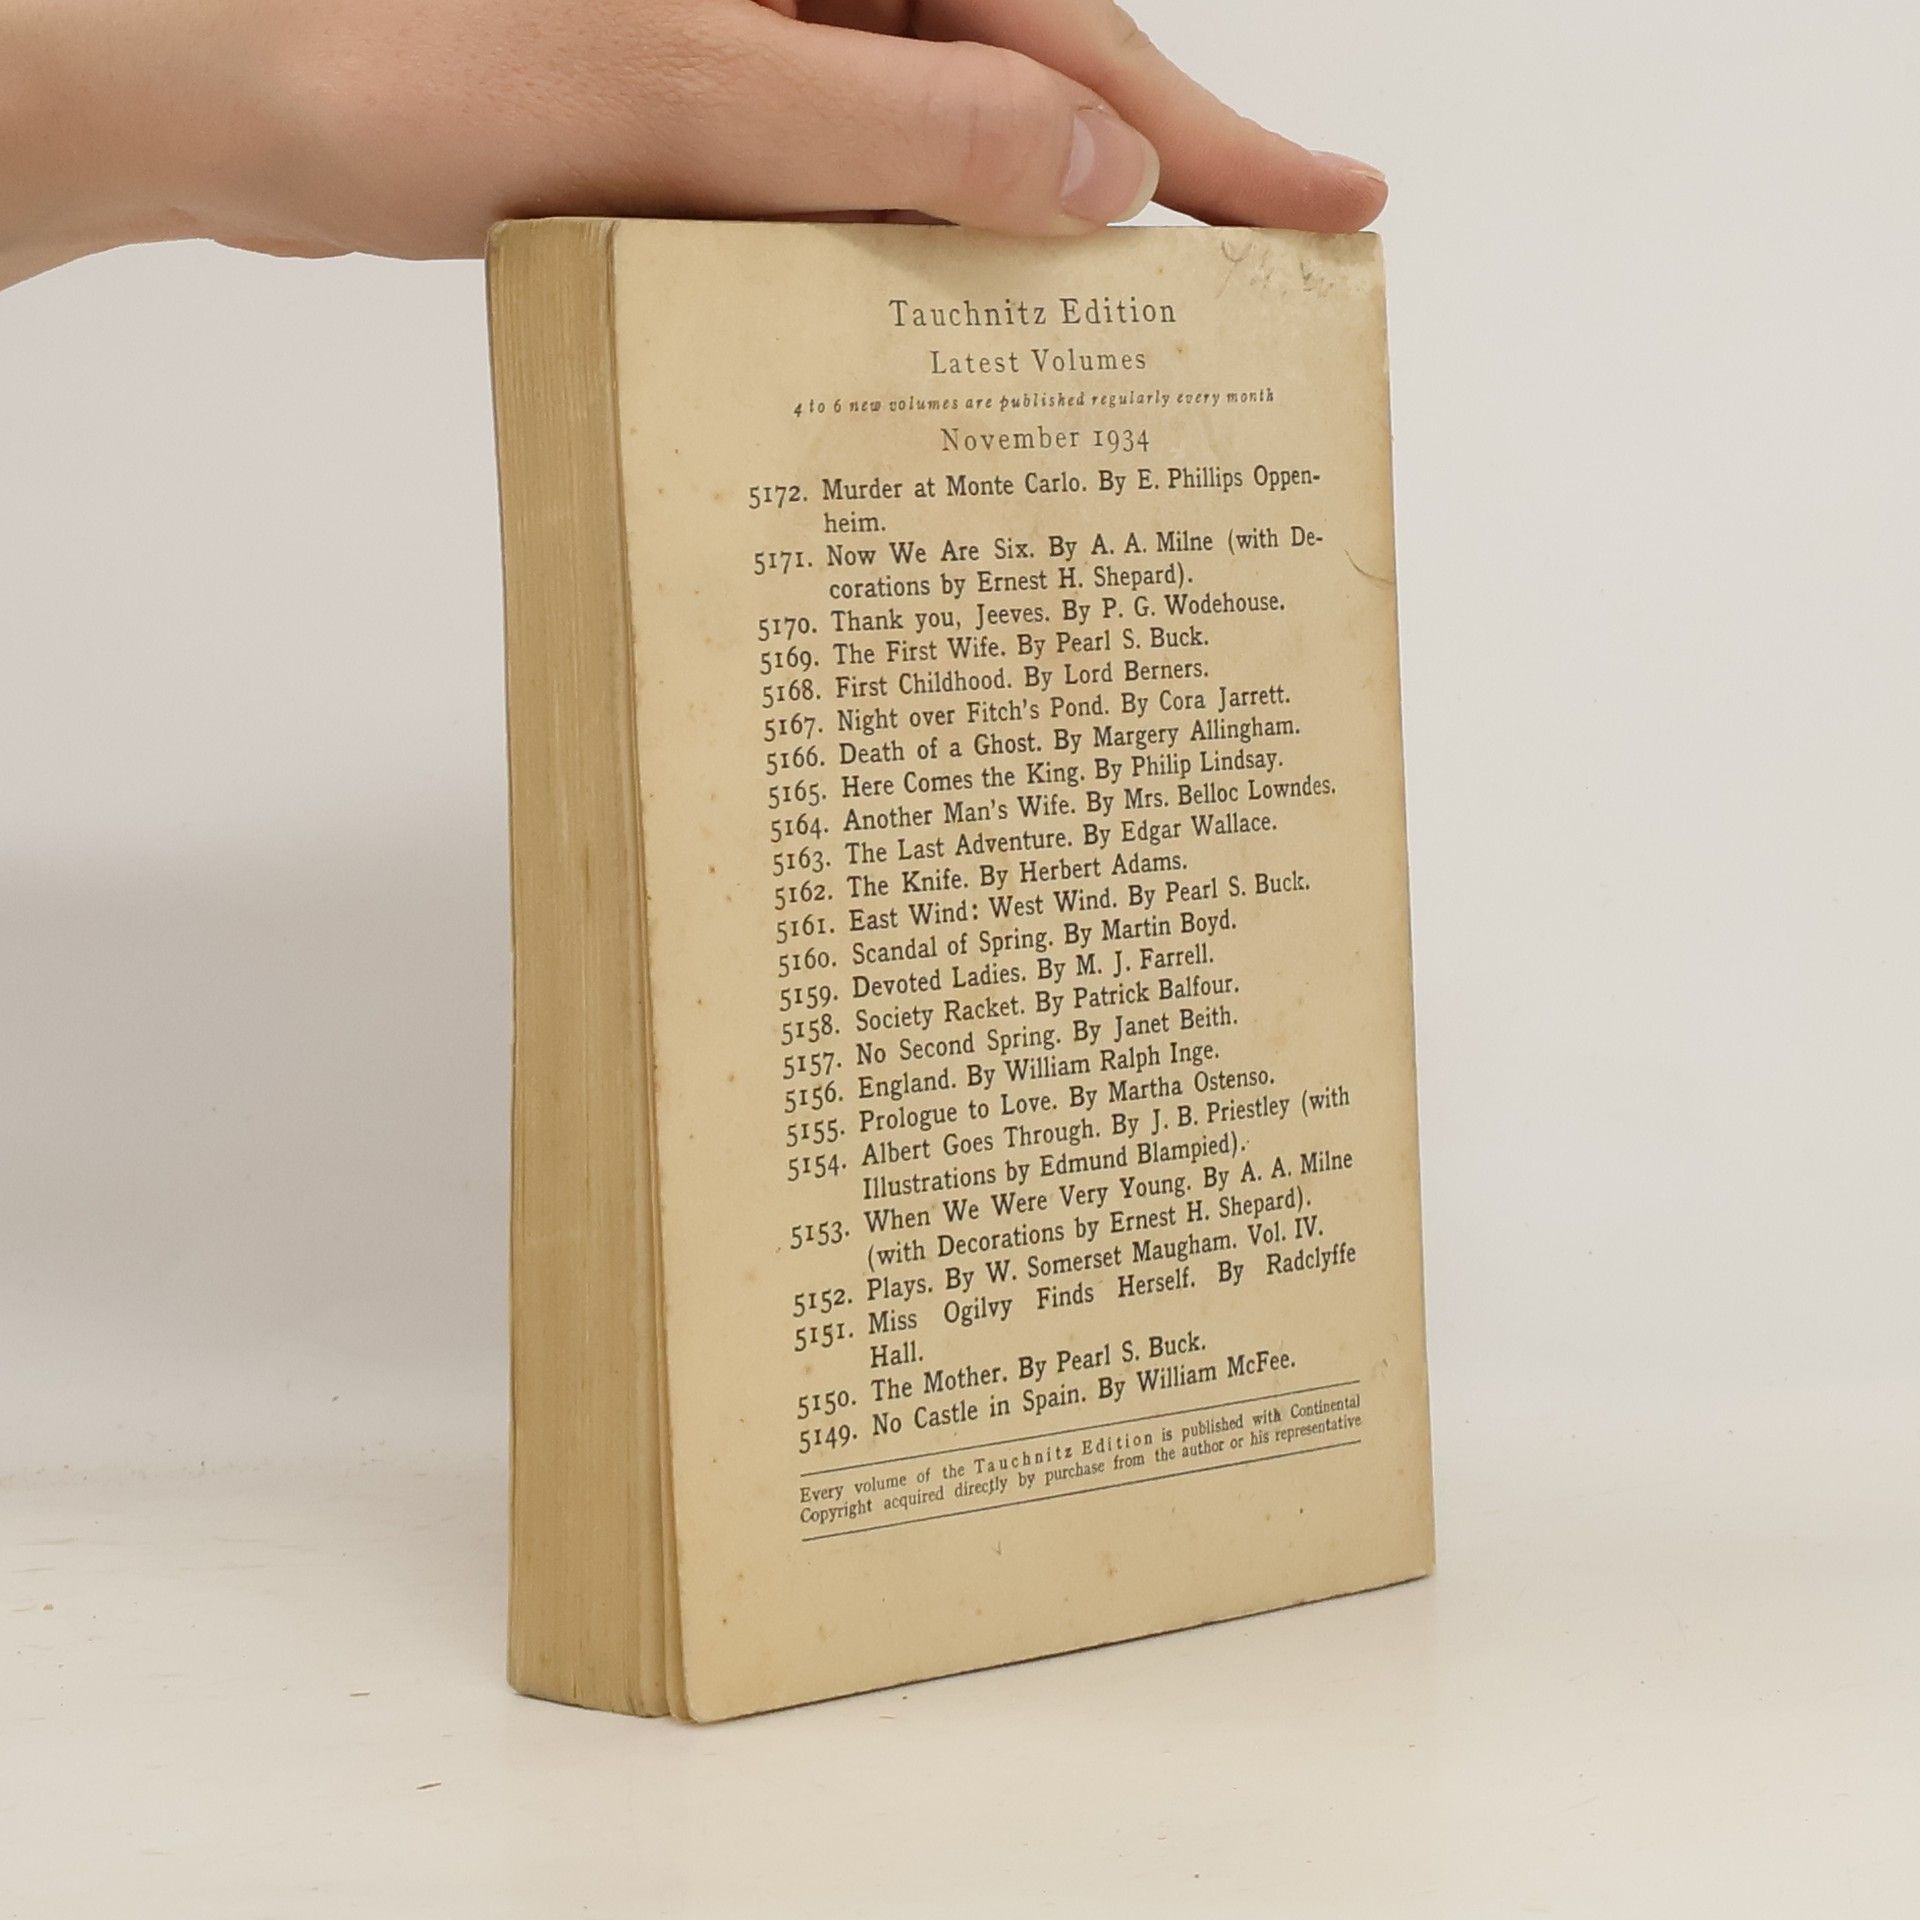 Tauchnitz Edition
Latest Volumes
4 to 6 new volumes are published regularly every month
November 1934
5172. Murder at Monte Carlo. By E. Phillips Oppen-
heim.
5171. Now We Are Six. By A. A. Milne (with De-
corations by Ernest H. Shepard).
5170. Thank you, Jeeves. By P. G. Wodehouse.
5169. The First Wife. By Pearl S. Buck.
5168. First Childhood. By Lord Berners.
5167. Night over Fitch's Pond. By Cora Jarrett.
5166. Death of a Ghost. By Margery Allingham.
5165. Here Comes the King. By Philip Lindsay.
5164. Another Man's Wife. By Mrs. Belloc Lowndes.
5163. The Last Adventure. By Edgar Wallace.
5162. The Knife. By Herbert Adams.
5161. East Wind: West Wind. By Pearl S. Buck.
5160. Scandal of Spring. By Martin Boyd.
5159. Devoted Ladies. By M. J. Farrell.
5158. Society Racket. By Patrick Balfour.
5157. No Second Spring. By Janet Beith.
5156. England. By William Ralph Inge.
5155. Prologue to Love. By Martha Ostenso.
5154. Albert Goes Through. By J. B. Priestley (with
Illustrations by Edmund Blampied).
5153. When We Were Very Young. By A. A. Milne
(with Decorations by Ernest H. Shepard).
5152. Plays. By W. Somerset Maugham. Vol. IV.
5151. Miss Ogilvy Finds Herself. By Radclyffe
Hall.
5150. The Mother. By Pearl S. Buck.
5149. No Castle in Spain. By William McFee.
Every volume of the Tauchnitz Edition is published with Continental
Copyright acquired directly by purchase from the author or his representative